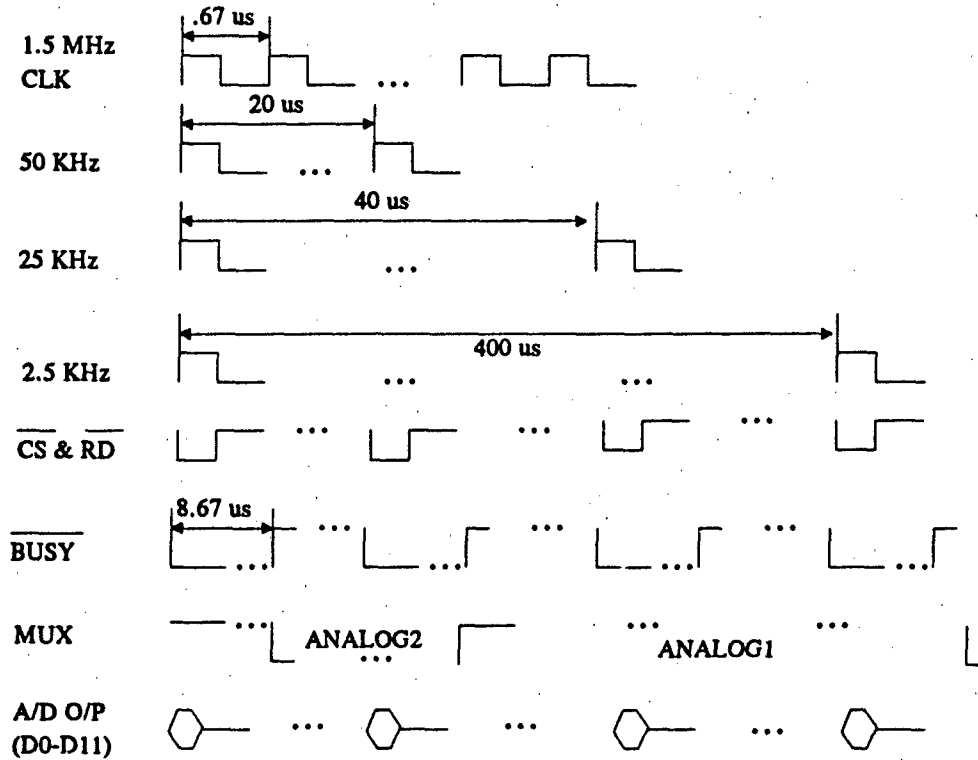 .67 us
1.5 MHz
CLK
...
20 us
50 KHz
...
40 us
25 KHz
...
400 us
2.5 KHz
... ...
CS & RD
... ... ... ...
8.67 us
BUSY
... ... ... ... ... ... ...
MUX
... ANALOG2 ... ... ANALOG1 ...
A/D O/P
(D0-D11)
... ... ...